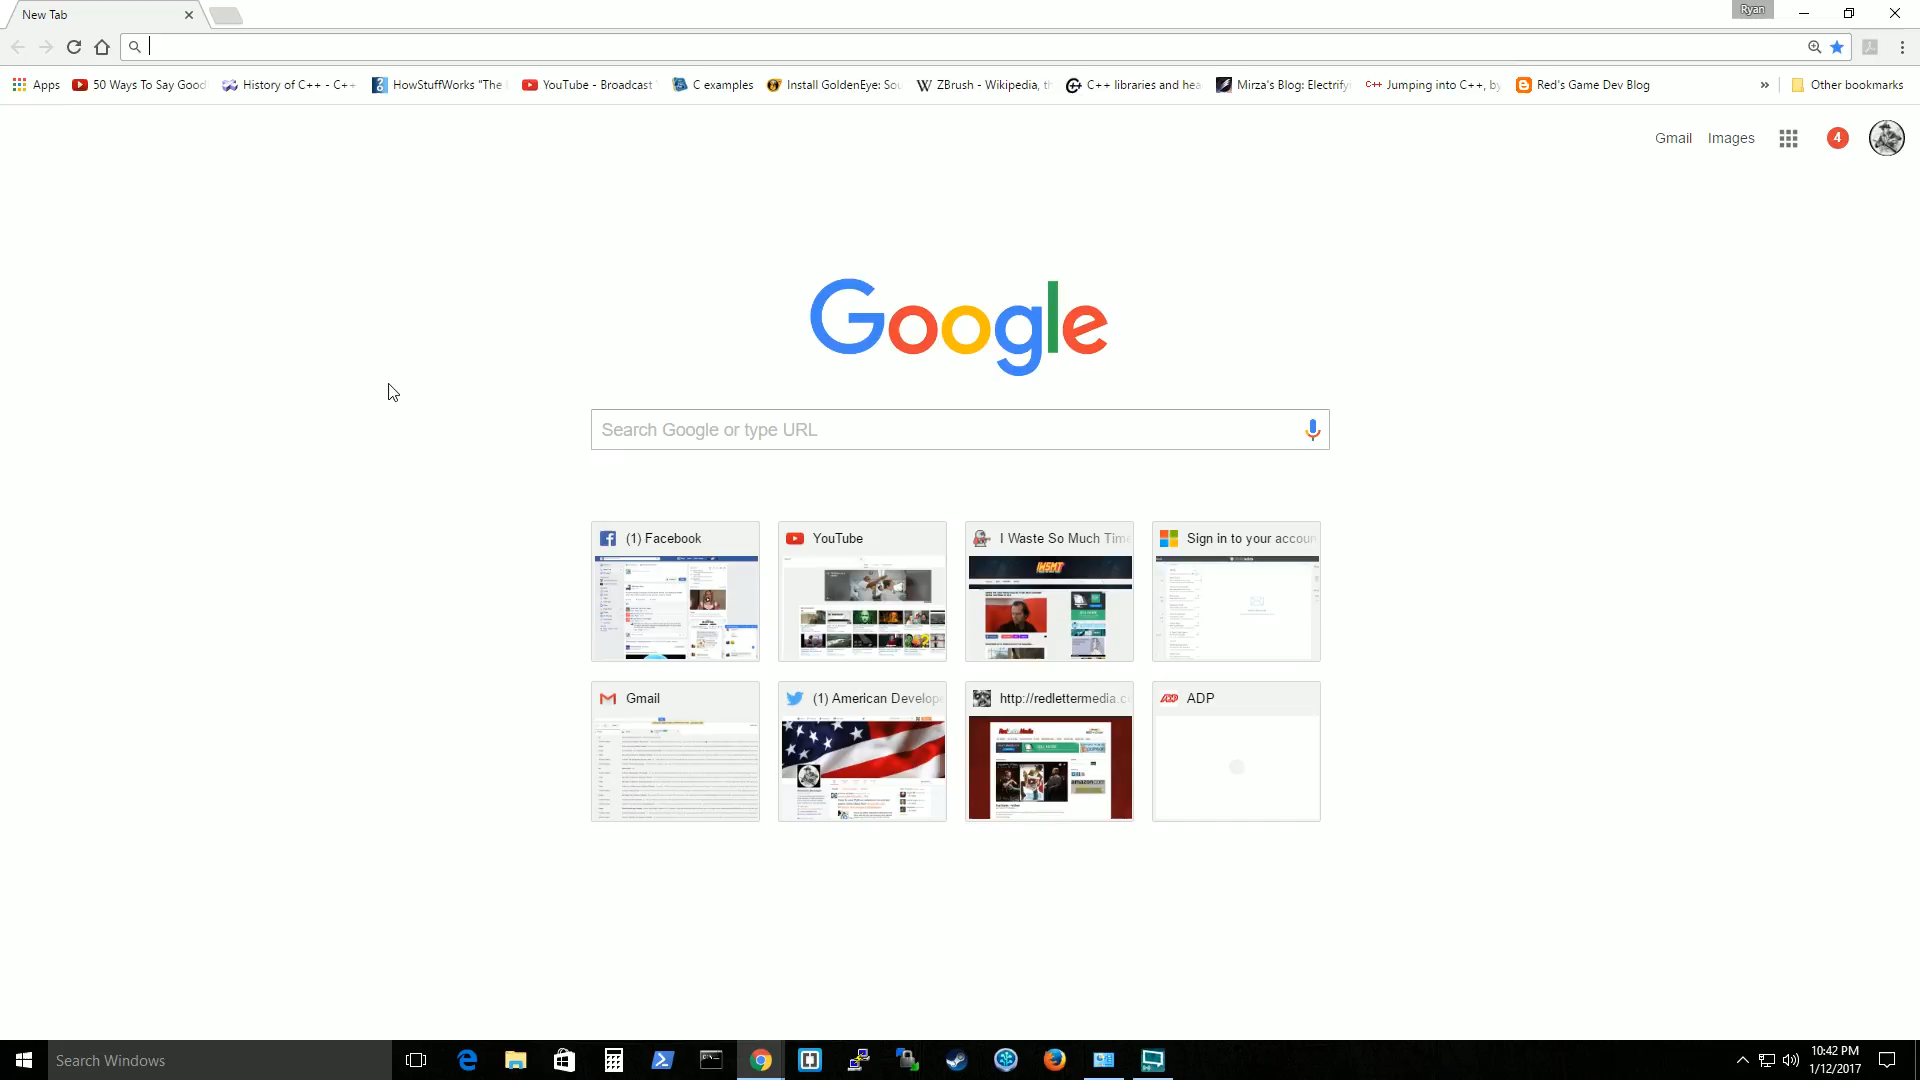 New Tab
Ryan
Apps
50 Ways To Say Good
History of C++ - C++
HowStuffWorks "The
YouTube - Broadcast
C examples
Install GoldenEye: Sou
ZBrush - Wikipedia, th
C++ libraries and hea
Mirza's Blog: Electrify
C++ Jumping into C++, by
Red's Game Dev Blog
»
Other bookmarks
Gmail
Images
4
Google
Search Google or type URL
(1) Facebook
YouTube
I Waste So Much Time
Sign in to your accoun
IWSMT
Gmail
(1) American Develope
http://redlettermedia.c
ADP
Search Windows
10:42 PM
1/12/2017